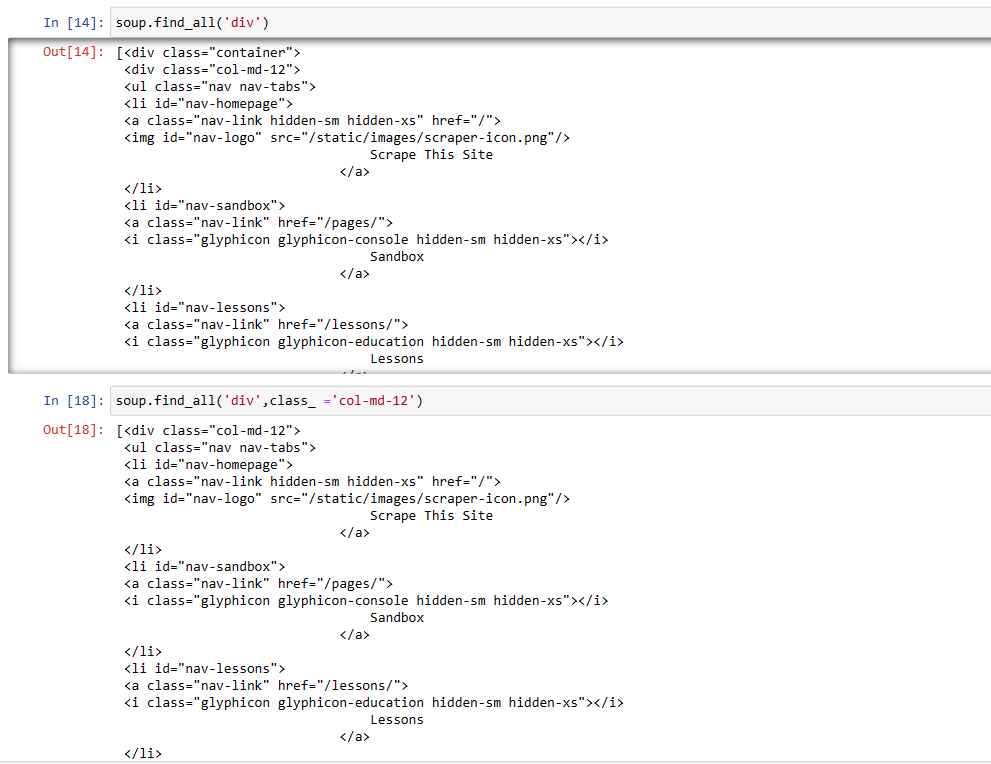 In [14]: soup.find_all('div')
Out[14]: [<div class="container">
<div class="col-md-12">
<ul class="nav nav-tabs">
<li id="nav-homepage">
<a class="nav-link hidden-sm hidden-xs" href="/">
<img id="nav-logo" src="/static/images/scraper-icon.png"/>
Scrape This Site
</a>
</li>
<li id="nav-sandbox">
<a class="nav-link" href="/pages/">
<i class="glyphicon glyphicon-console hidden-sm hidden-xs"></i>
Sandbox
</a>
</li>
<li id="nav-lessons">
<a class="nav-link" href="/lessons/">
<i class="glyphicon glyphicon-education hidden-sm hidden-xs"></i>
Lessons
In [18]: soup.find_all('div',class_ ='col-md-12')
Out[18]: [<div class="col-md-12">
<ul class="nav nav-tabs">
<li id="nav-homepage">
<a class="nav-link hidden-sm hidden-xs" href="/">
<img id="nav-logo" src="/static/images/scraper-icon.png"/>
Scrape This Site
</a>
</li>
<li id="nav-sandbox">
<a class="nav-link" href="/pages/">
<i class="glyphicon glyphicon-console hidden-sm hidden-xs"></i>
Sandbox
</a>
</li>
<li id="nav-lessons">
<a class="nav-link" href="/lessons/">
<i class="glyphicon glyphicon-education hidden-sm hidden-xs"></i>
Lessons
</a>
</li>